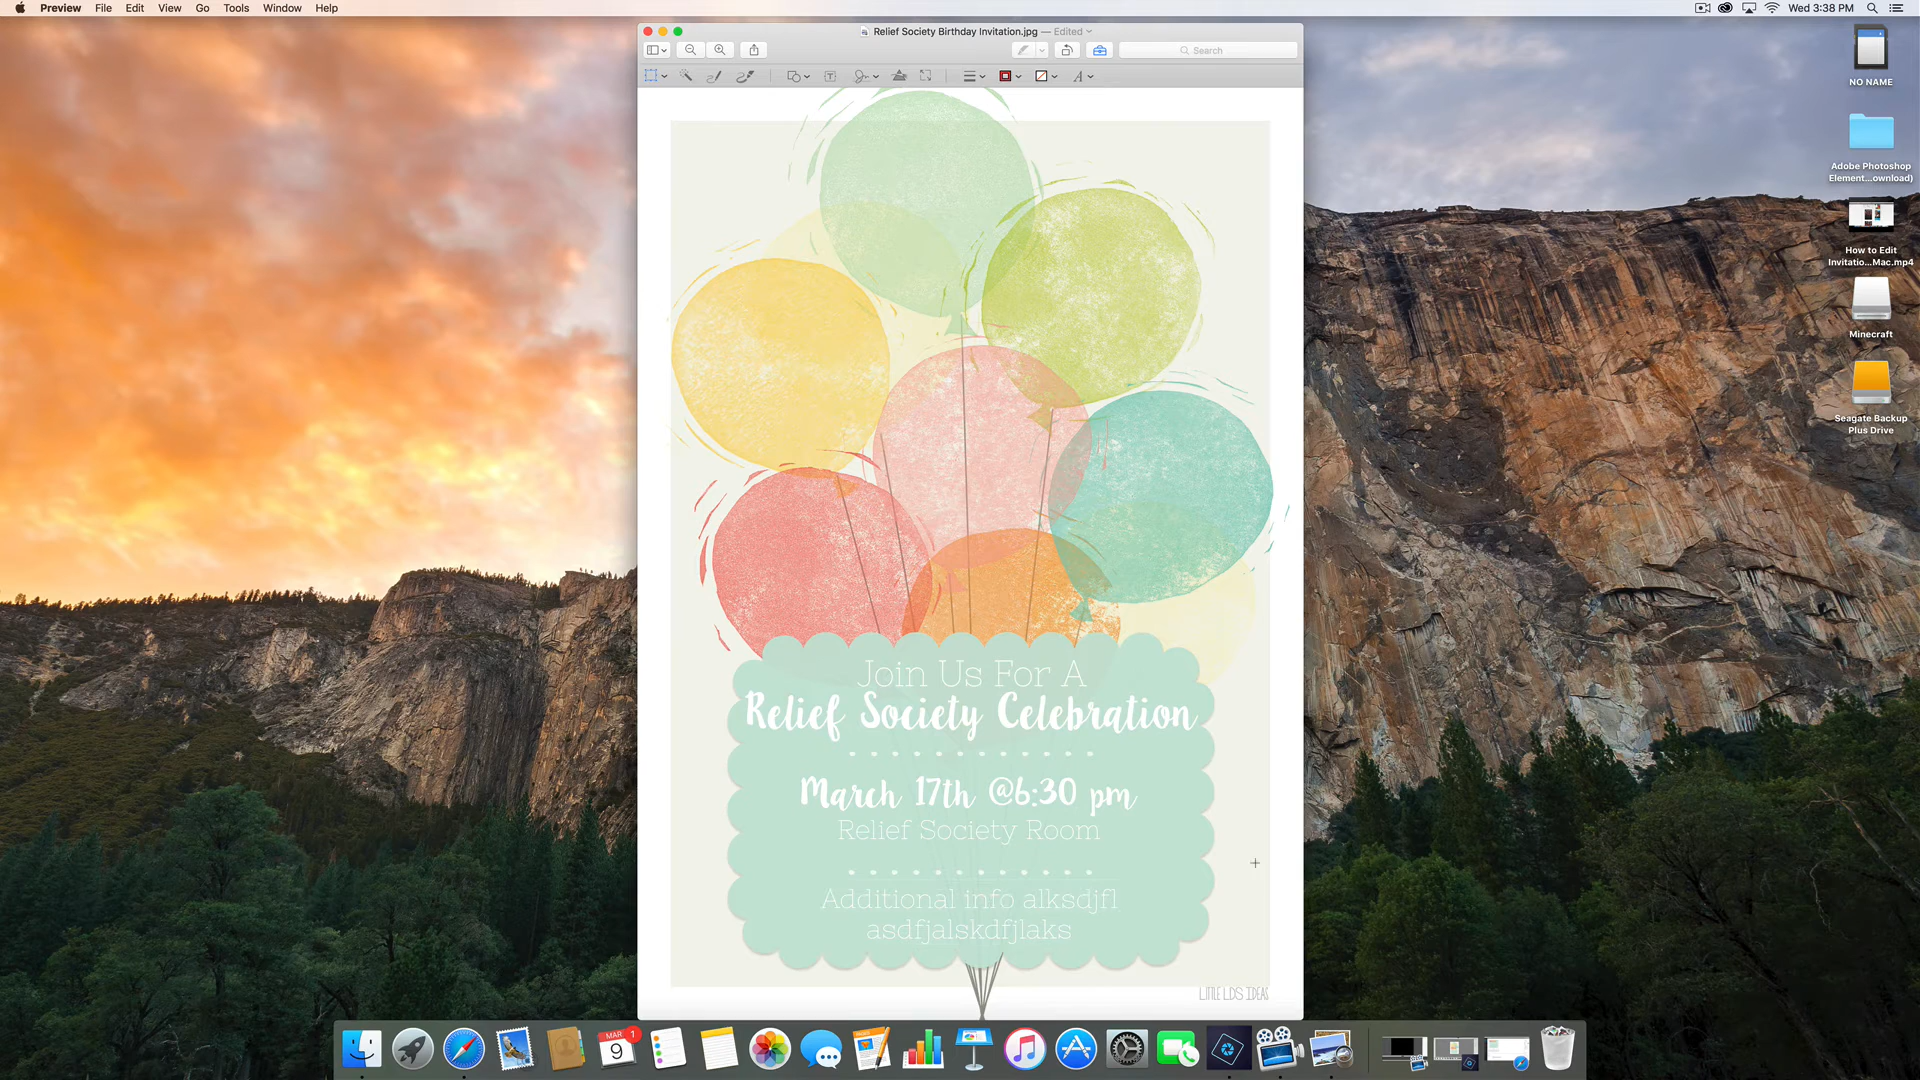 Preview File Edit View Go Tools Window Help
Wed 3:38 PM
Relief Society Birthday Invitation.jpg — Edited
Search
NO NAME
Adobe Photoshop
Element...ownload)
How to Edit
Invitatio...Mac.mp4
Minecraft
Seagate Backup
Plus Drive
Join Us For A
Relief Society Celebration
March 17th @6:30 pm
Relief Society Room
Additional info alksdjfl
asdfjalskdfjlaks
LITTLE LDS IDEAS
MAR 1
9